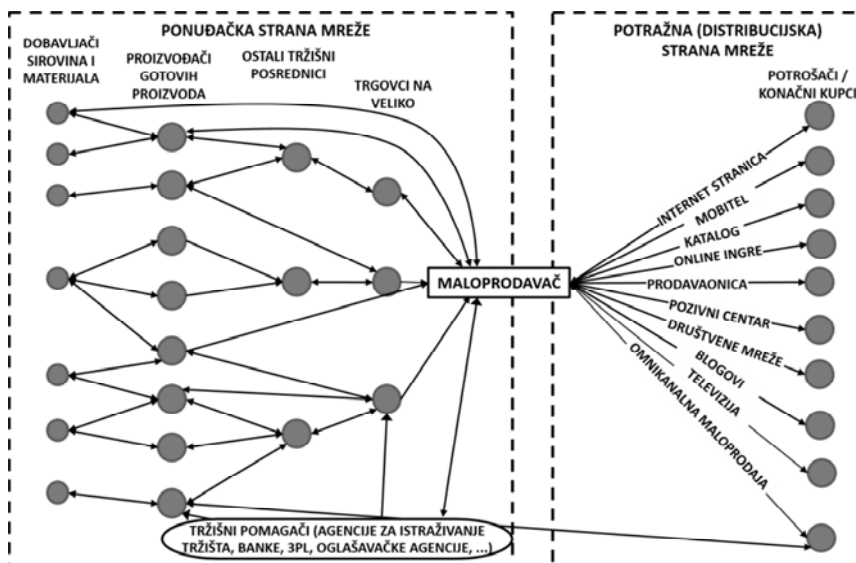 PONUĐAČKA STRANA MREŽE
DOBAVLJAČI
SIROVINA I
MATERIJALA
PROIZVOĐAČI
GOTOVIH
PROIZVODA
OSTALI TRŽIŠNI
POSREDNICI
TRGOVCI NA
VELIKO
MALOPRODAVAČ
TRŽIŠNI POMAGAČI (AGENCIJE ZA ISTRAŽIVANJE
TRŽIŠTA, BANKE, 3PL, OGLAŠAVAČKE AGENCIJE, ...)
POTRAŽNA (DISTRIBUCIJSKA)
STRANA MREŽE
POTROŠAČI /
KONAČNI KUPCI
INTERNET STRANICA
MOBITEL
KATALOG
ONLINE INGRE
PRODAVAONICA
POZIVNI CENTAR
DRUŠTVENE MREŽE
BLOGOVI
TELEVIZIJA
OMNIKANALNA MALOPRODAJA